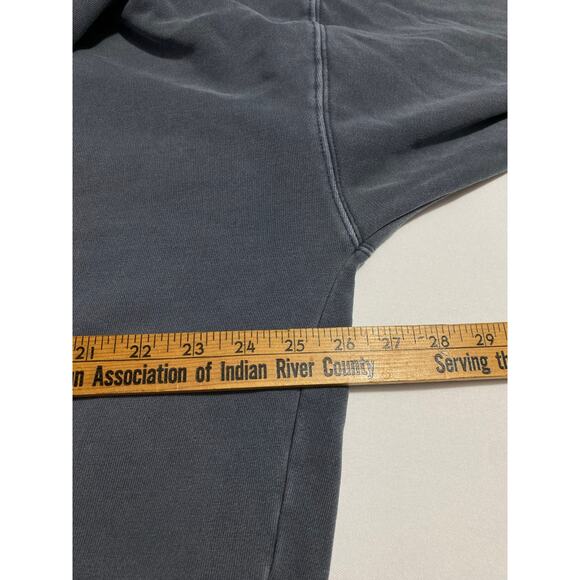 21 22 23 24 25 26 27 28 29
Association of Indian River County Serving